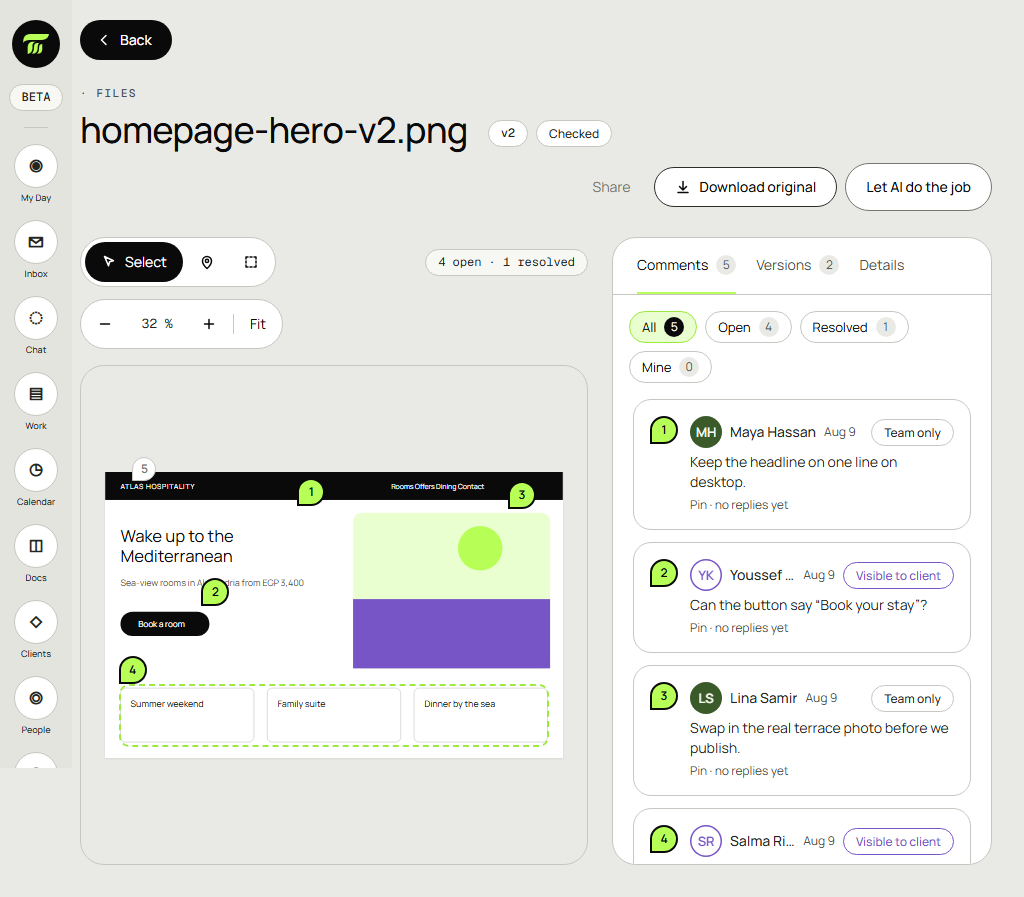 Back
BETA
· FILES
homepage-hero-v2.png
v2
Checked
Share
Download original
Let AI do the job
My Day
Inbox
Chat
Work
Calendar
Docs
Clients
People
Select
4 open · 1 resolved
32 %
Fit
5
ATLAS HOSPITALITY
1
Rooms Offers Dining Contact
3
Wake up to the
Mediterranean
Sea-view rooms in Al dria from EGP 3,400
2
Book a room
4
Summer weekend
Family suite
Dinner by the sea
Comments 5
Versions 2
Details
All 5
Open 4
Resolved 1
Mine 0
1
MH
Maya Hassan
Aug 9
Team only
Keep the headline on one line on
desktop.
Pin · no replies yet
2
YK
Youssef ...
Aug 9
Visible to client
Can the button say “Book your stay”?
Pin · no replies yet
3
LS
Lina Samir
Aug 9
Team only
Swap in the real terrace photo before we
publish.
Pin · no replies yet
4
SR
Salma Ri...
Aug 9
Visible to client